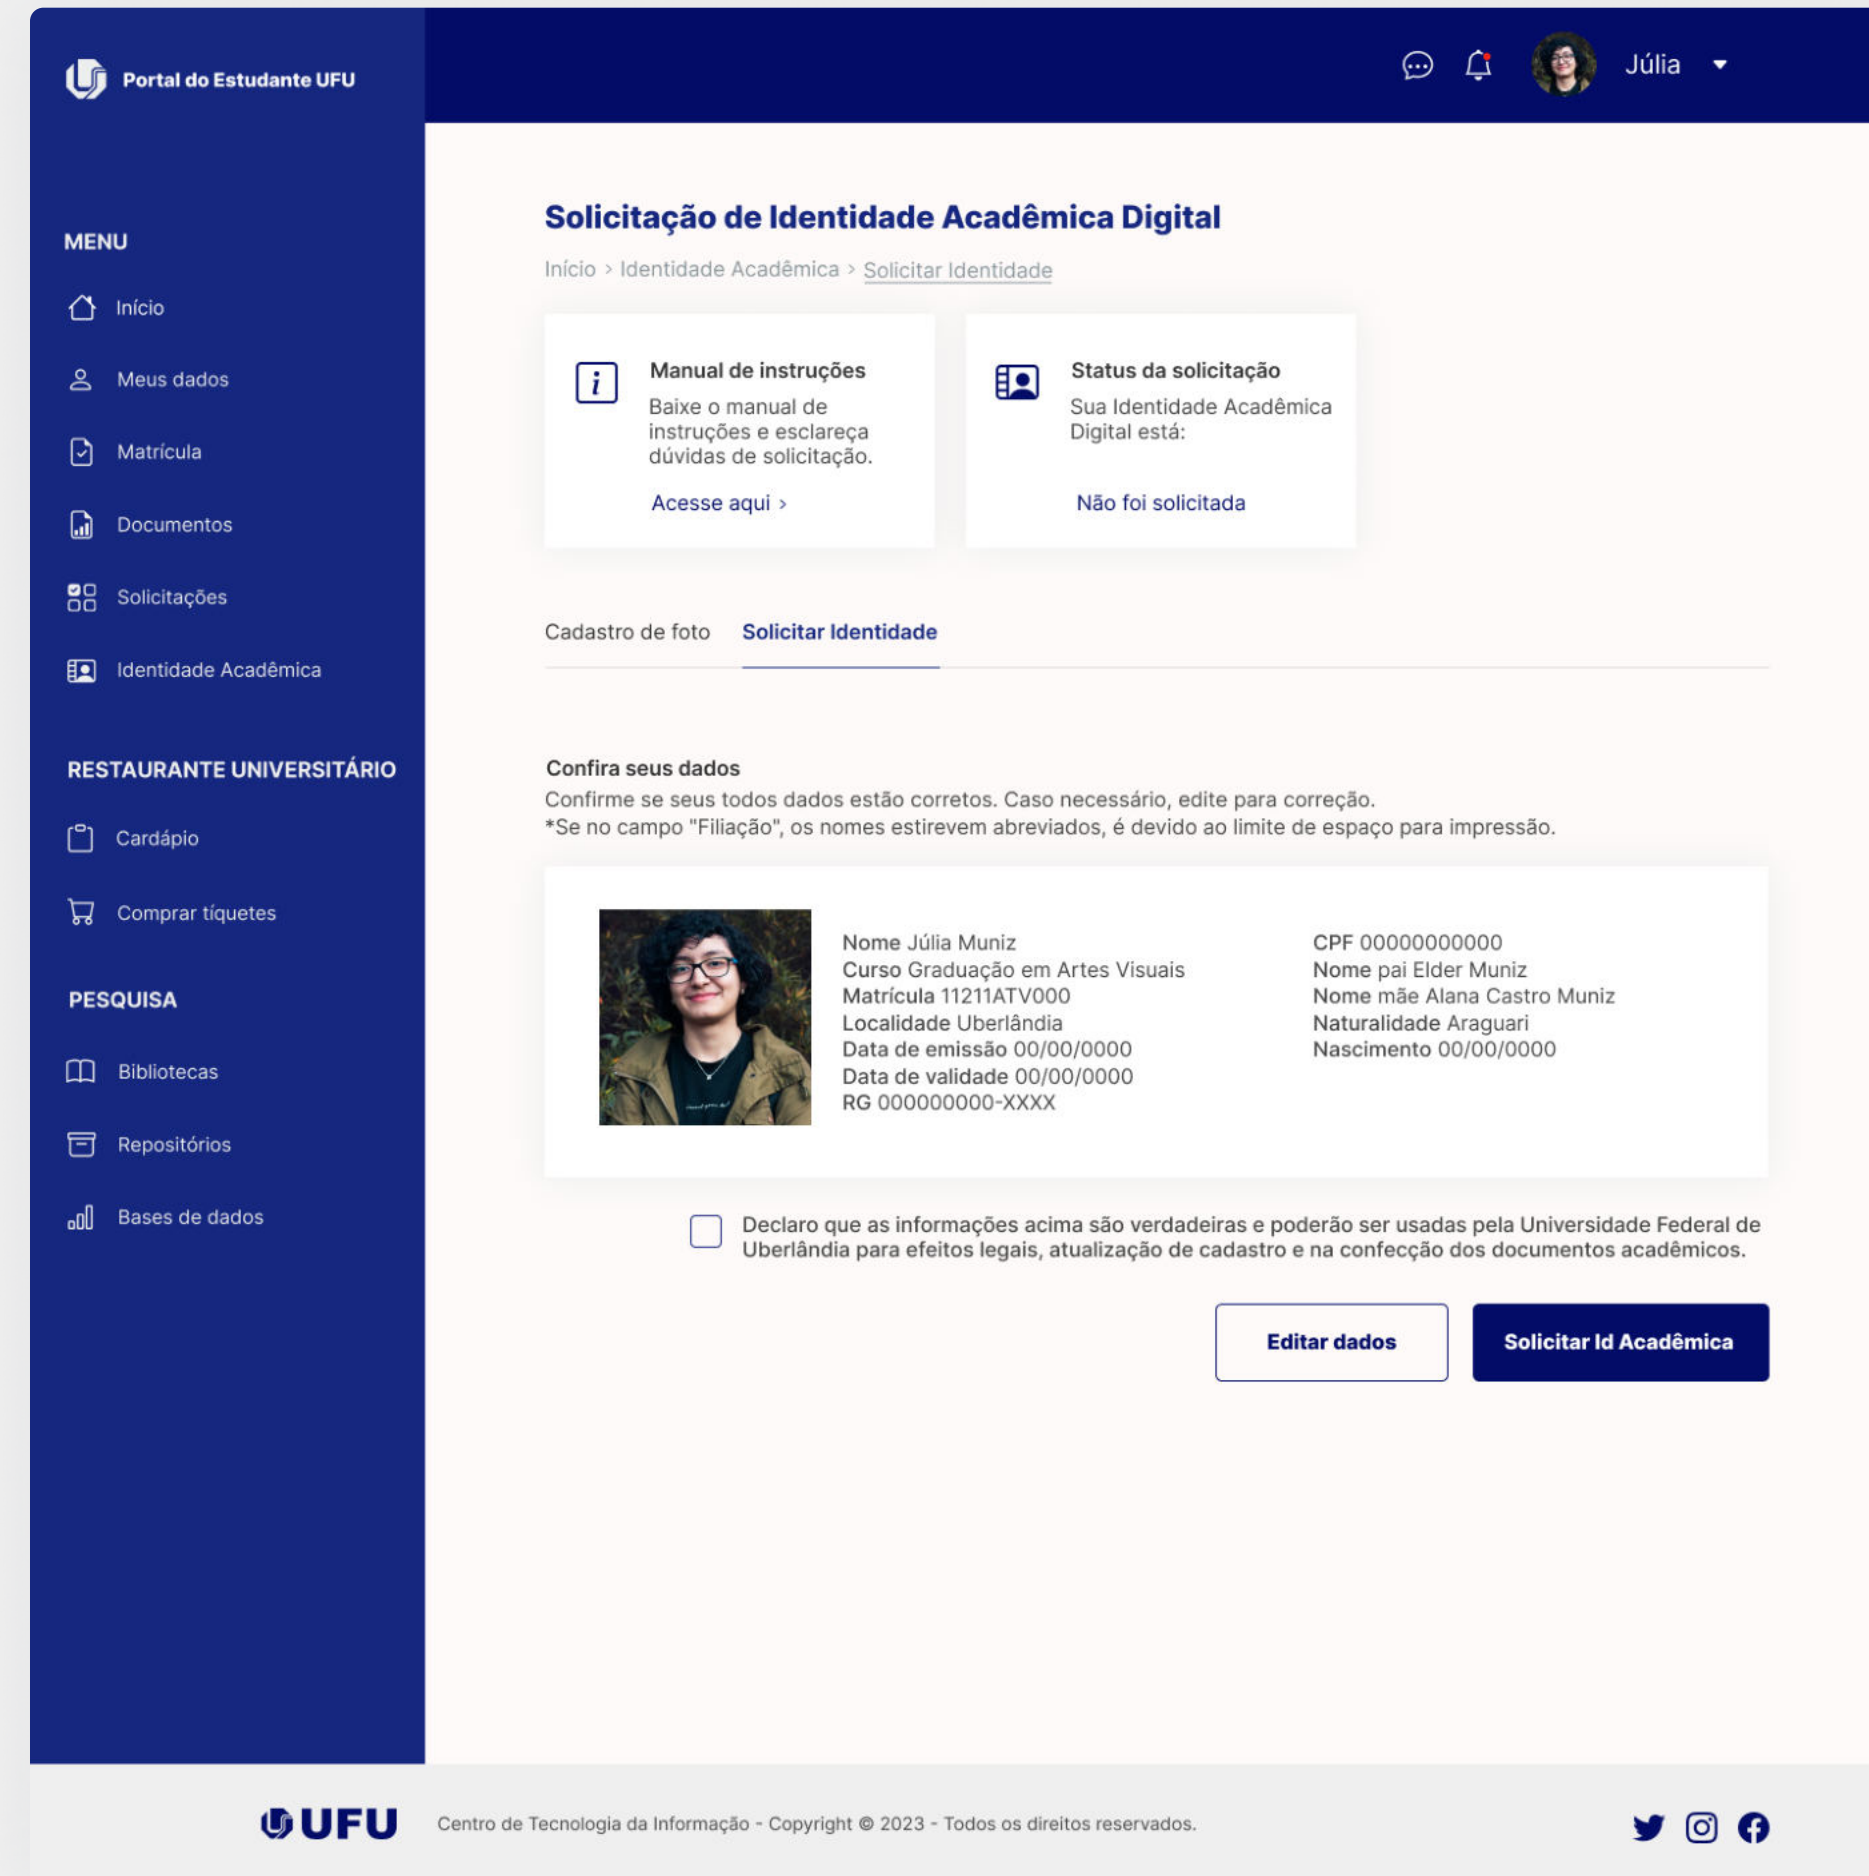 Portal do Estudante UFU
Júlia
MENU
Início
Meus dados
Matrícula
Documentos
Solicitações
Identidade Acadêmica
RESTAURANTE UNIVERSITÁRIO
Cardápio
Comprar tíquetes
PESQUISA
Bibliotecas
Repositórios
Bases de dados
Solicitação de Identidade Acadêmica Digital
Início > Identidade Acadêmica > Solicitar Identidade
Manual de instruções
Baixe o manual de
instruções e esclareça
dúvidas de solicitação.
Acesse aqui >
Status da solicitação
Sua Identidade Acadêmica
Digital está:
Não foi solicitada
Cadastro de foto
Solicitar Identidade
Confira seus dados
Confirme se seus todos dados estão corretos. Caso necessário, edite para correção.
*Se no campo "Filiação", os nomes estirevem abreviados, é devido ao limite de espaço para impressão.
Nome Júlia Muniz
Curso Graduação em Artes Visuais
Matrícula 11211ATV000
Localidade Uberlândia
Data de emissão 00/00/0000
Data de validade 00/00/0000
RG 000000000-XXXX
CPF 00000000000
Nome pai Elder Muniz
Nome mãe Alana Castro Muniz
Naturalidade Araguari
Nascimento 00/00/0000
Declaro que as informações acima são verdadeiras e poderão ser usadas pela Universidade Federal de
Uberlândia para efeitos legais, atualização de cadastro e na confecção dos documentos acadêmicos.
Editar dados
Solicitar Id Acadêmica
UFU
Centro de Tecnologia da Informação - Copyright © 2023 - Todos os direitos reservados.